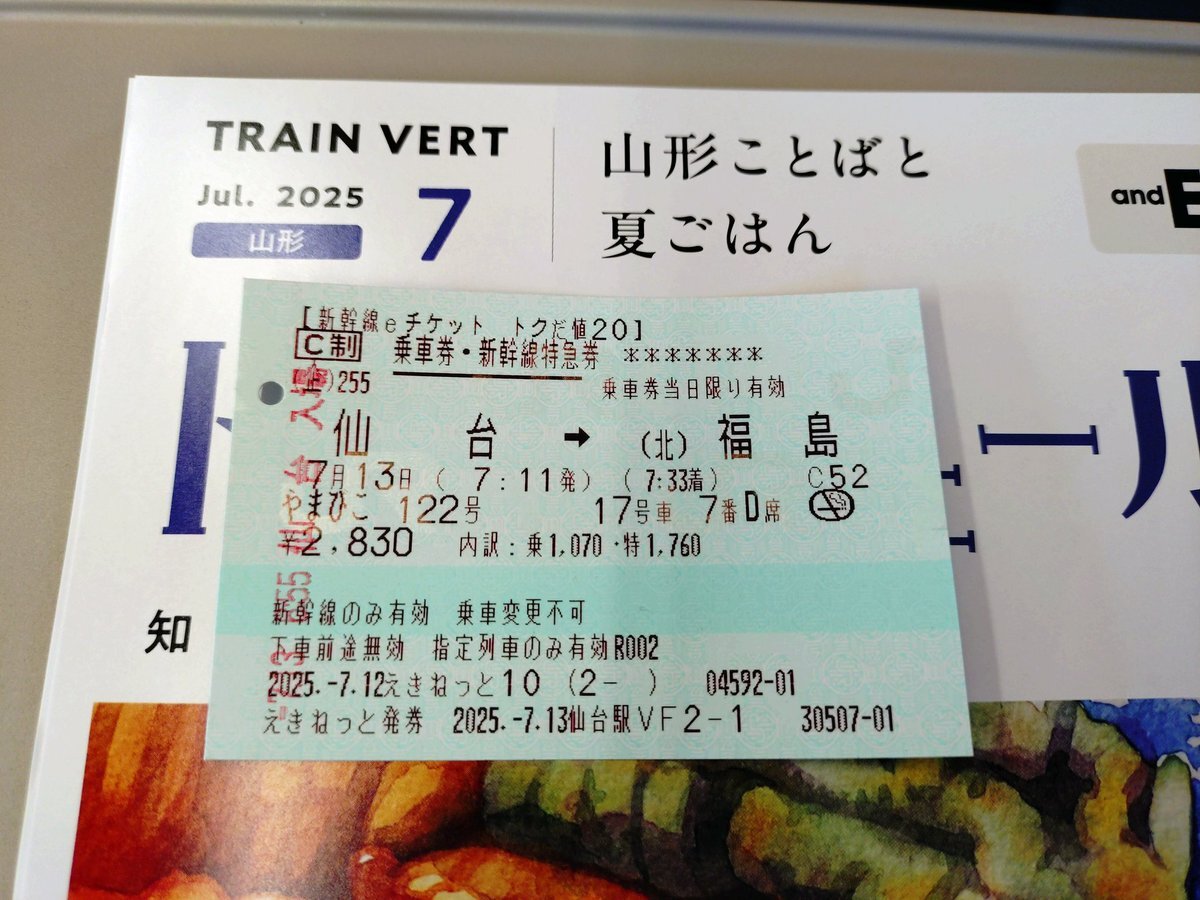 TRAIN VERT
Jul. 2025 7
山形
山形ことばと
夏ごはん
and
[新幹線eチケット トクだ値20]
C制 乗車券・新幹線特急券 *******
255 乗車券当日限り有効
仙台 → (北)福島
7月13日( 7:11発) ( 7:33着) C52
やまびこ 122号 17号車 7番D席
¥2,830 内訳:乗1,070・特1,760
新幹線のみ有効 乗車変更不可
下車前途無効 指定列車のみ有効R002
2025.-7.12えきねっと10 (2- ) 04592-01
えきねっと発券 2025.-7.13仙台駅VF2-1 30507-01
仙台 入場
知